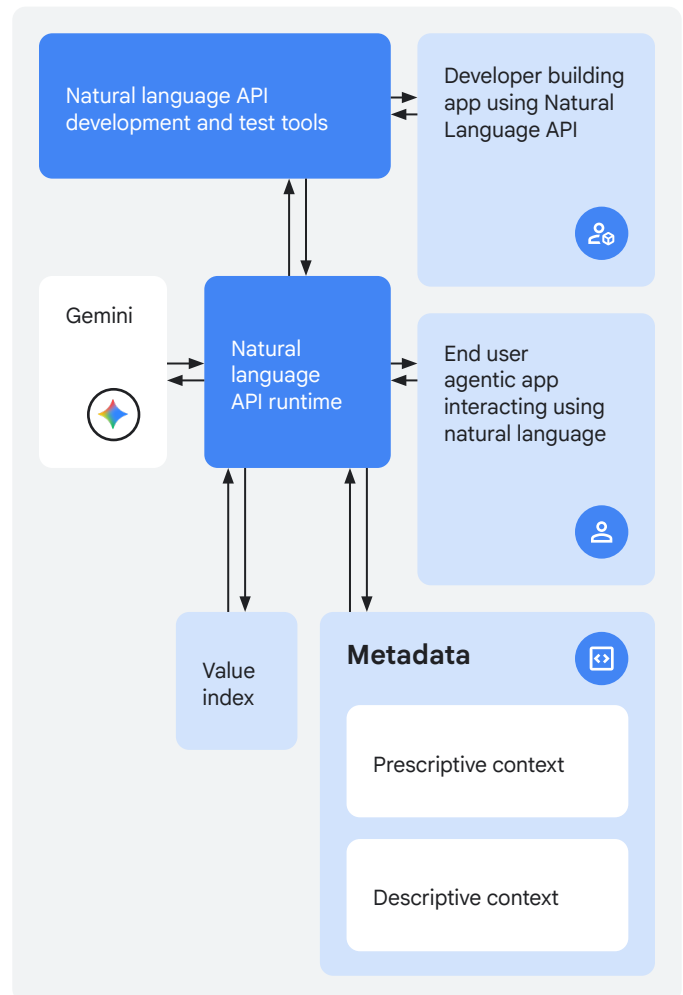 Natural language API
development and test tools
Developer building
app using Natural
Language API
Gemini
Natural
language
API runtime
End user
agentic app
interacting using
natural language
Value
index
Metadata
Prescriptive context
Descriptive context